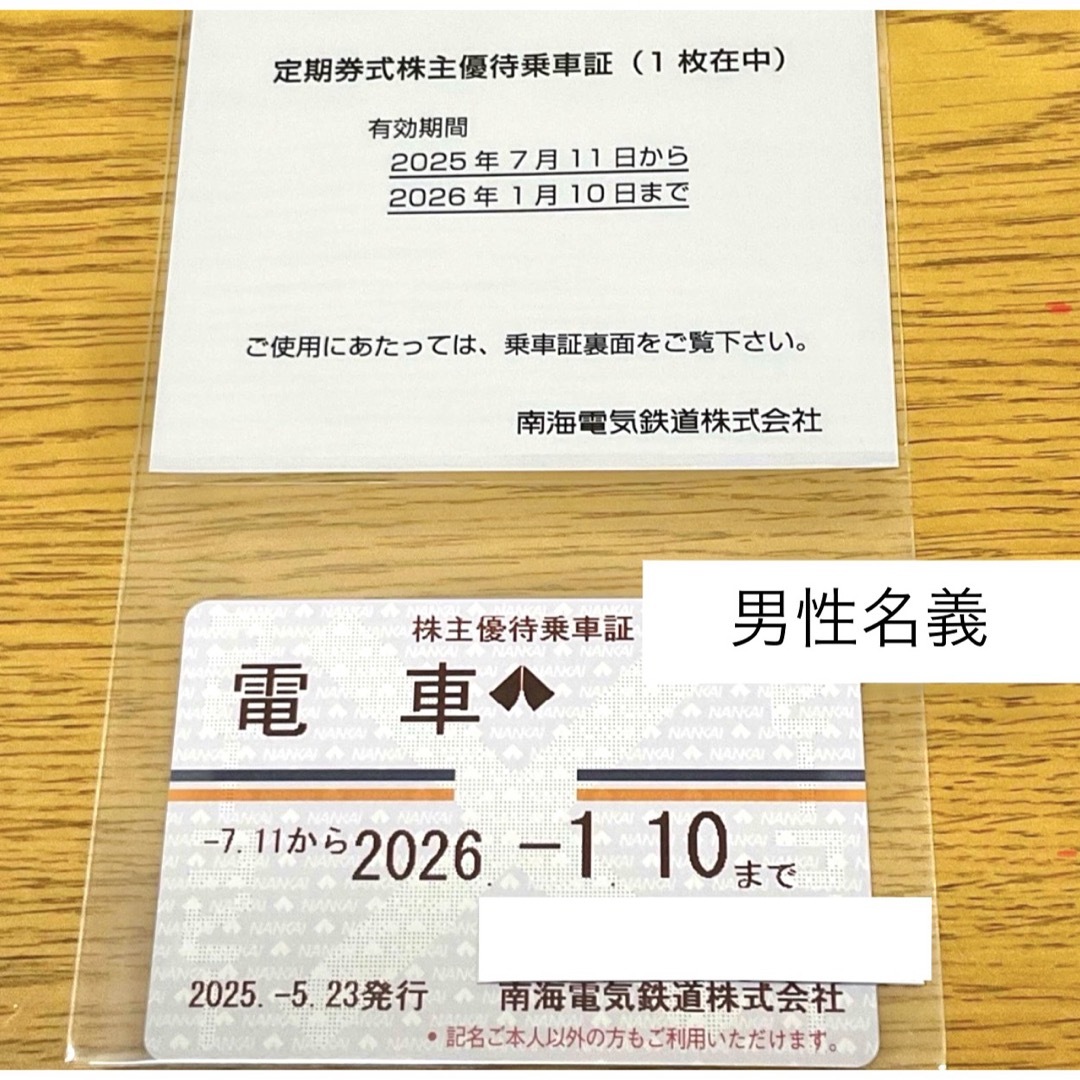 定期券式株主優待乗車証（1枚在中）
有効期間
2025年7月11日から
2026年1月10日まで
ご使用にあたっては、乗車証裏面をご覧下さい。
南海電気鉄道株式会社
男性名義
株主優待乗車証
電車
-7.11から2026.-1.10まで
2025.-5.23発行 南海電気鉄道株式会社
•記名ご本人以外の方もご利用いただけます。